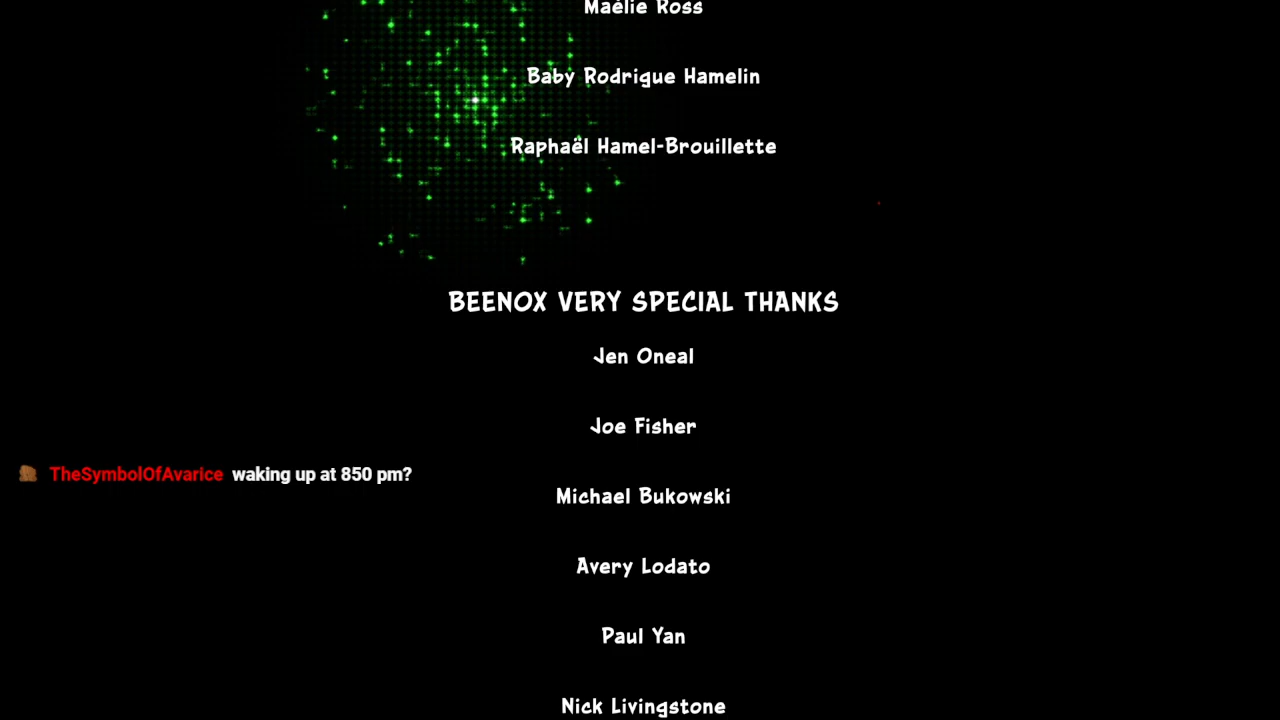 Maëlie Ross
Baby Rodrigue Hamelin
Raphaël Hamel-Brouillette
BEENOX VERY SPECIAL THANKS
Jen Oneal
Joe Fisher
TheSymbolOfAvarice waking up at 850 pm?
Michael Bukowski
Avery Lodato
Paul Yan
Nick Livingstone